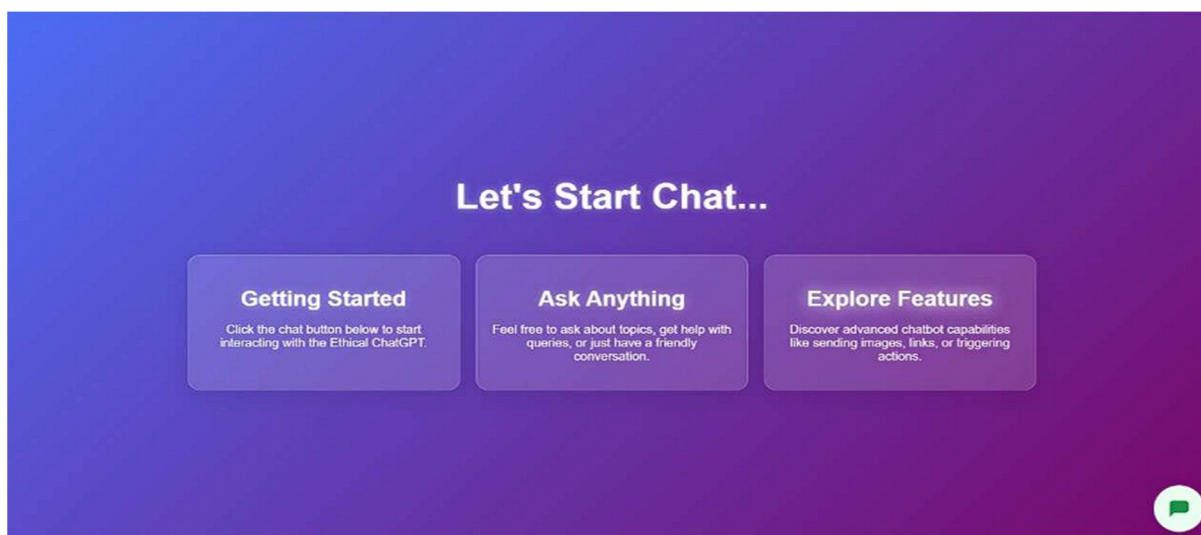 Let's Start Chat...
Getting Started
Click the chat button below to start
interacting with the Ethical ChatGPT.
Ask Anything
Feel free to ask about topics, get help with
queries, or just have a friendly
conversation.
Explore Features
Discover advanced chatbot capabilities
like sending images, links, or triggering
actions.